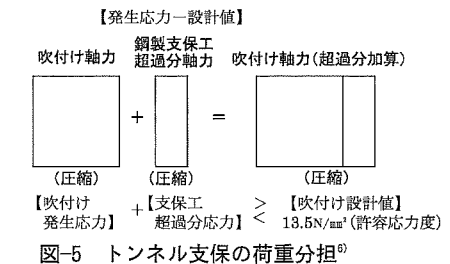 【発生応力ー設計値】
鋼製支保工
吹付け軸力 超過分軸力 吹付け軸力(超過分加算)
+ =
(圧縮) (圧縮) (圧縮)
【吹付け +【支保工 > 【吹付け設計値】
発生応力】 超過分応力】 < 13.5N/m㎡(許容応力度)
図-5 トンネル支保の荷重分担⁶⁾